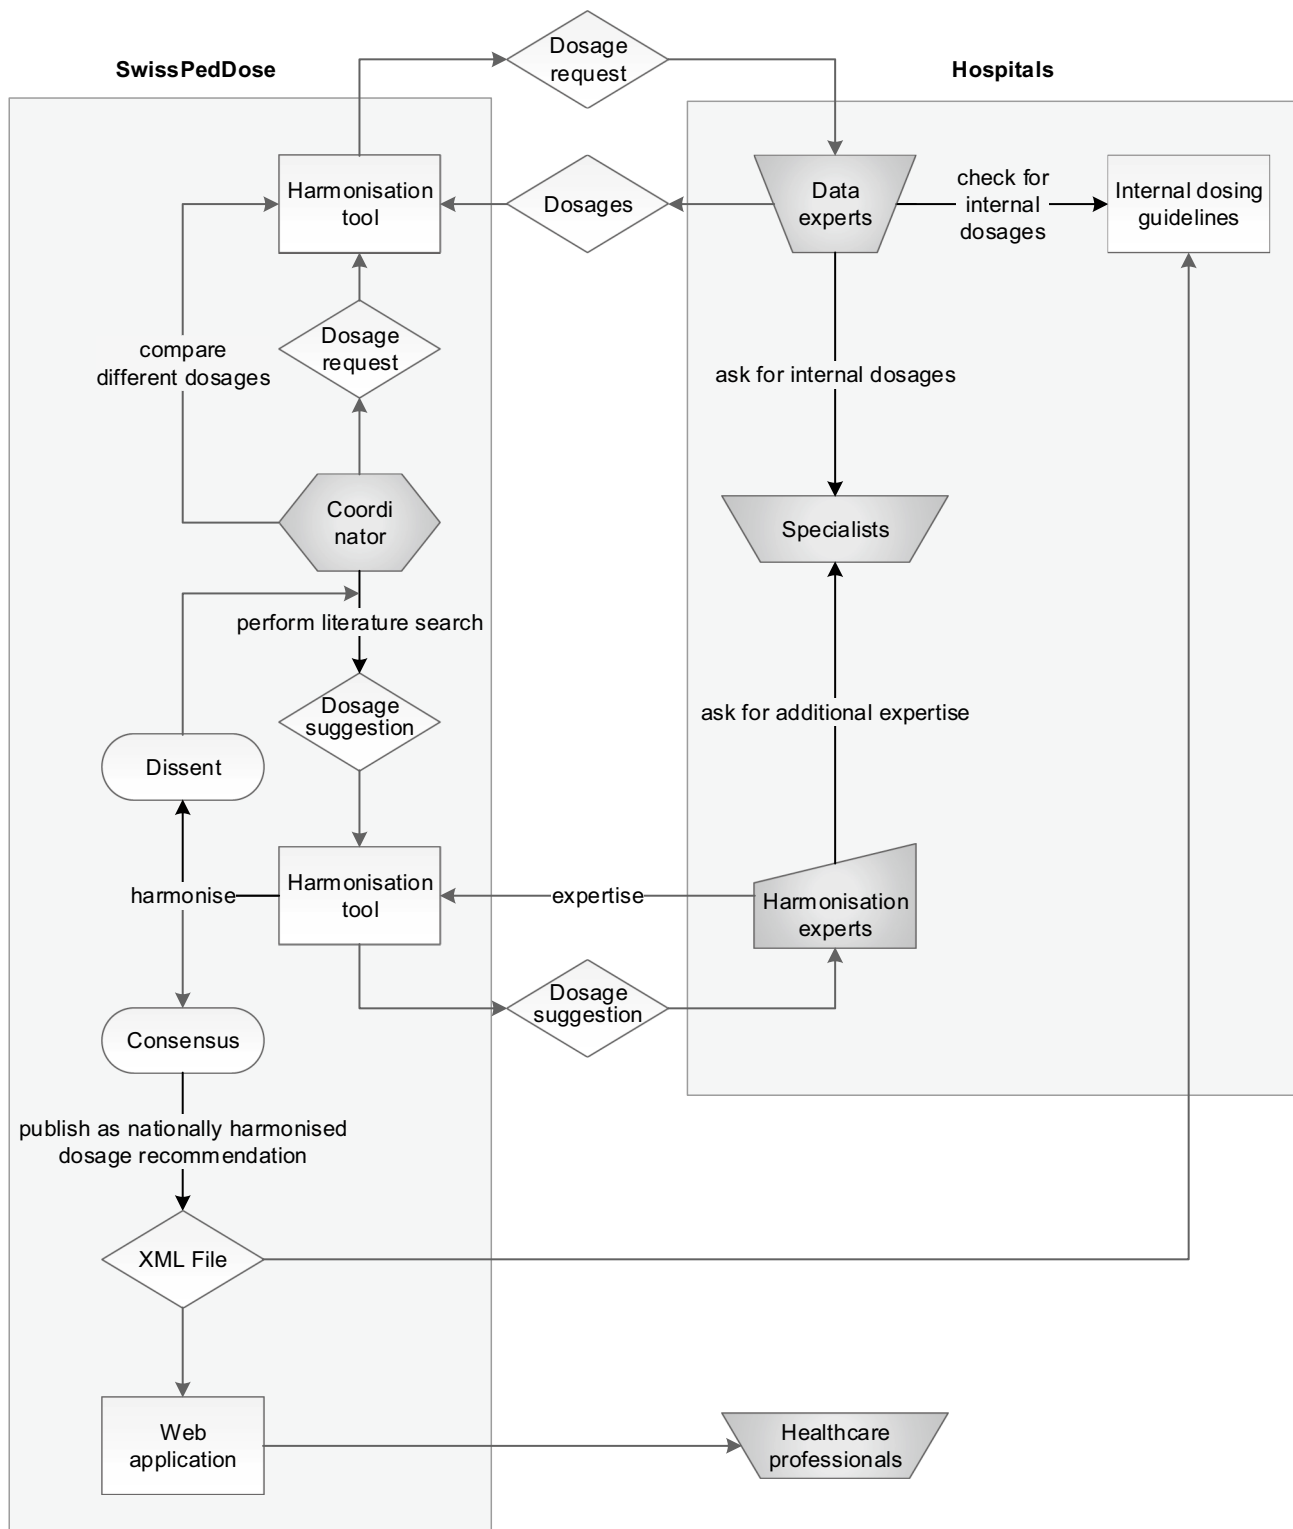 SwissPedDose
Hospitals
Dosage
request
Harmonisation
tool
Dosages
Data
experts
check for
internal
dosages
Internal dosing
guidelines
Dosage
request
compare
different dosages
ask for internal dosages
Coordi
nator
Specialists
perform literature search
Dosage
suggestion
ask for additional expertise
Dissent
Harmonisation
tool
harmonise
expertise
Harmonisation
experts
Dosage
suggestion
Consensus
publish as nationally harmonised
dosage recommendation
XML File
Web
application
Healthcare
professionals